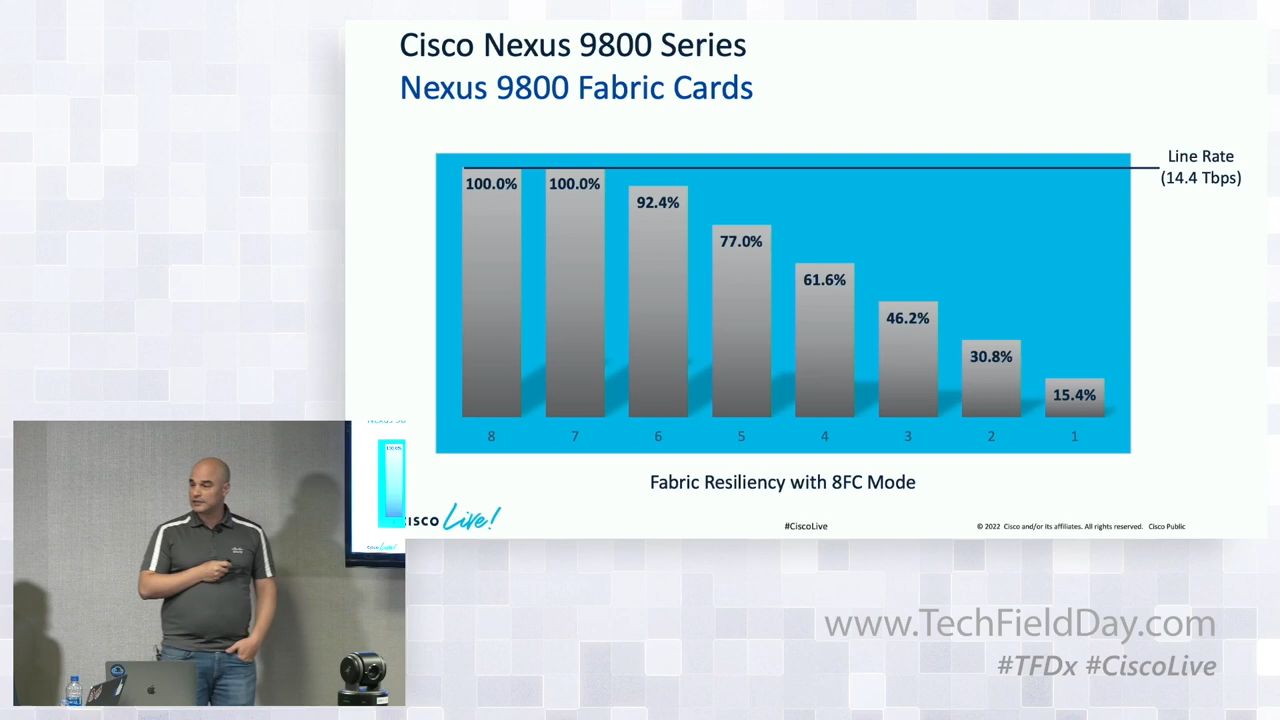 Cisco Nexus 9800 Series
Nexus 9800 Fabric Cards
Line Rate
(14.4 Tbps)
100.0%
100.0%
92.4%
77.0%
61.6%
46.2%
30.8%
15.4%
8
7
6
5
4
3
2
1
Fabric Resiliency with 8FC Mode
CISCO Live!
#CiscoLive
© 2022 Cisco and/or its affiliates. All rights reserved. Cisco Public
100.0%
www.TechFieldDay.com
#TFDx #CiscoLive